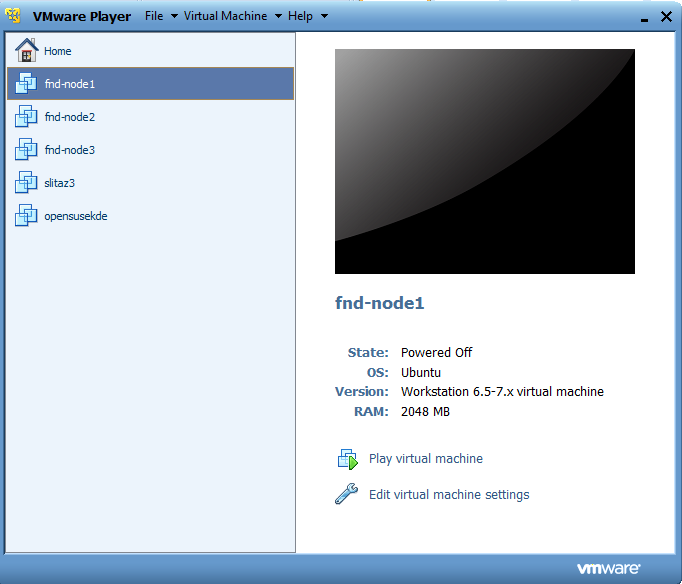 VMware Player File Virtual Machine Help
Home
fnd-node1
fnd-node2
fnd-node3
slitaz3
opensusekde
fnd-node1
State: Powered Off
OS: Ubuntu
Version: Workstation 6.5-7.x virtual machine
RAM: 2048 MB
Play virtual machine
Edit virtual machine settings
vmware